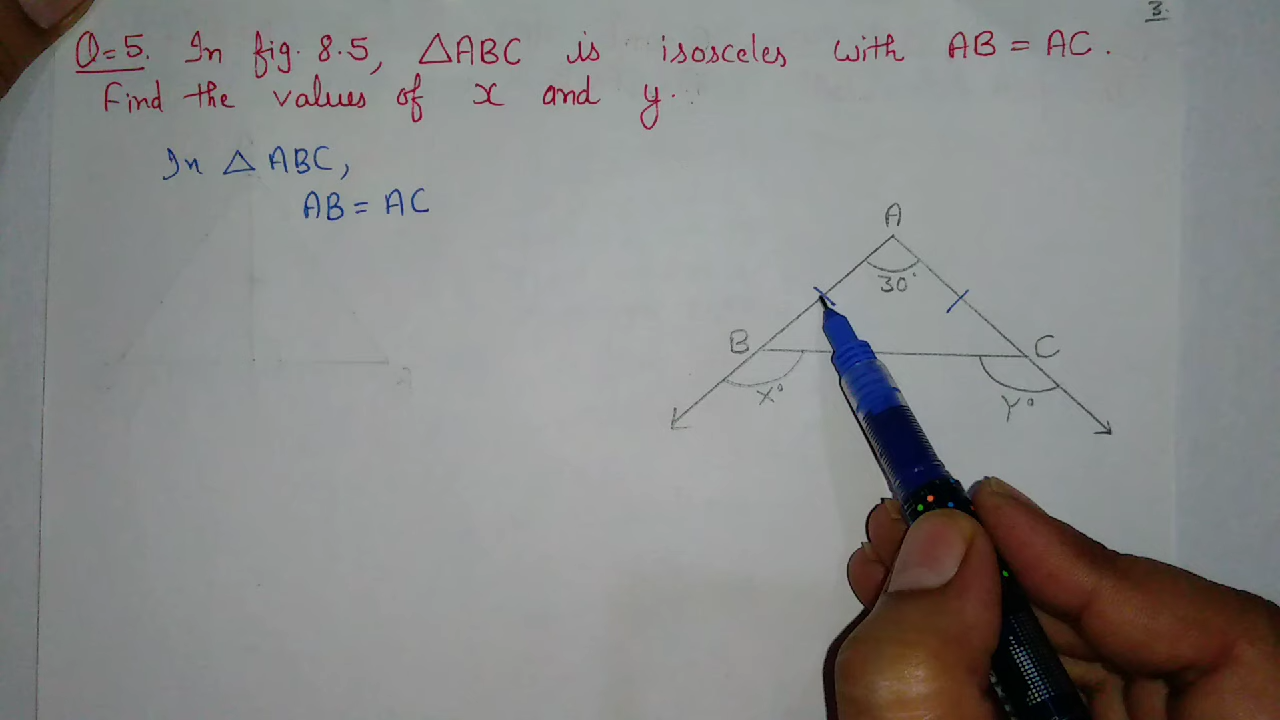 3.
Q=5. In fig. 8.5, △ABC is isosceles with AB = AC.
Find the values of x and y.
In △ ABC,
AB = AC
A
30°
B
C
X°
Y°